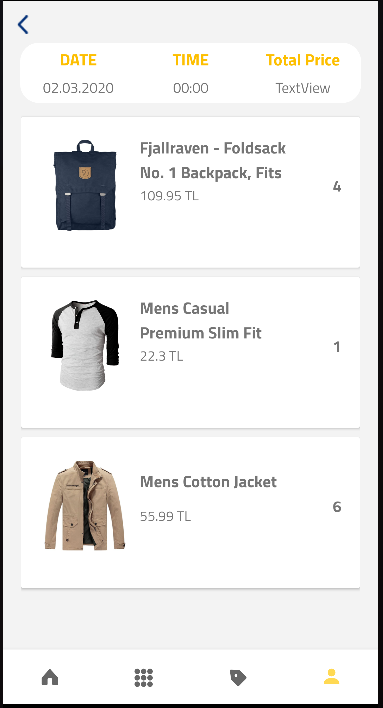 DATE TIME Total Price
02.03.2020 00:00 TextView
Fjallraven - Foldsack
No. 1 Backpack, Fits
109.95 TL
4
Mens Casual
Premium Slim Fit
22.3 TL
1
Mens Cotton Jacket
55.99 TL
6